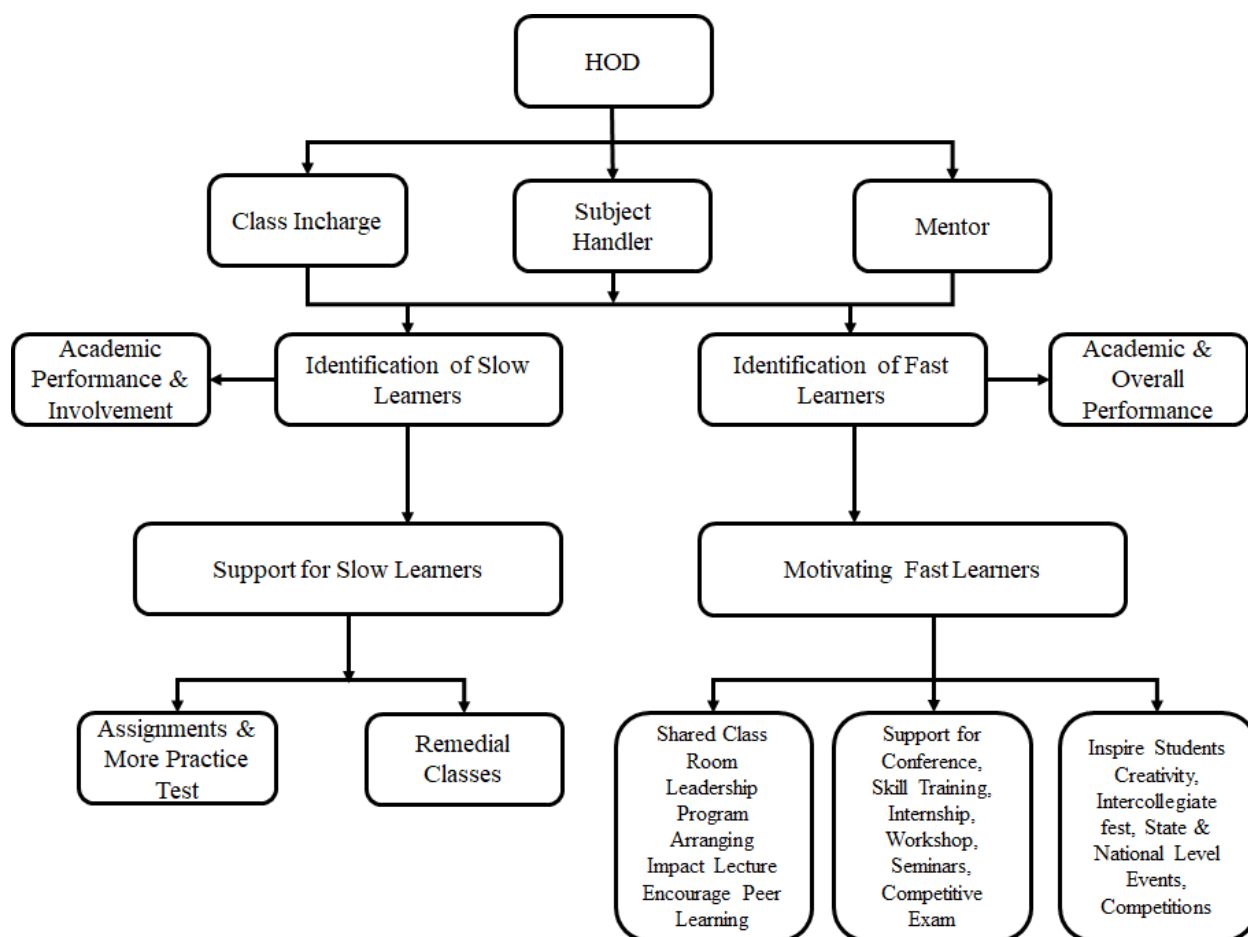 HOD
Class Incharge
Subject
Handler
Mentor
Academic
Performance &
Involvement
Identification of Slow
Learners
Identification of Fast
Learners
Academic &
Overall
Performance
Support for Slow Learners
Motivating Fast Learners
Assignments &
More Practice
Test
Remedial
Classes
Shared Class
Room
Leadership
Program
Arranging
Impact Lecture
Encourage Peer
Learning
Support for
Conference,
Skill Training,
Internship,
Workshop,
Seminars,
Competitive
Exam
Inspire Students
Creativity,
Intercollegiate
fest, State &
National Level
Events,
Competitions